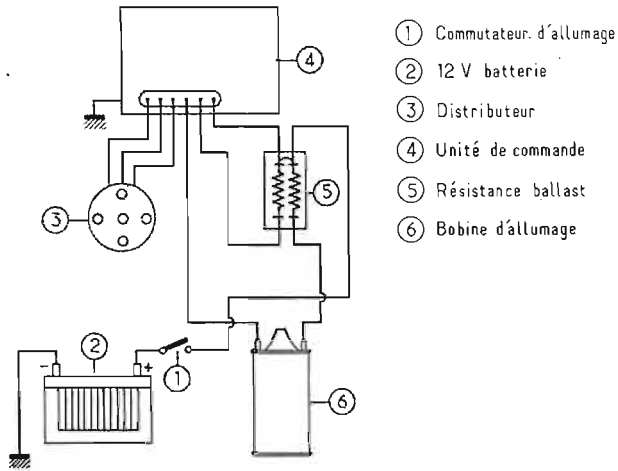 1 Commutateur d'allumage
2 12 V batterie
3 Distributeur
4 Unité de commande
5 Résistance ballast
6 Bobine d'allumage
4
5
3
2
- +
1
6